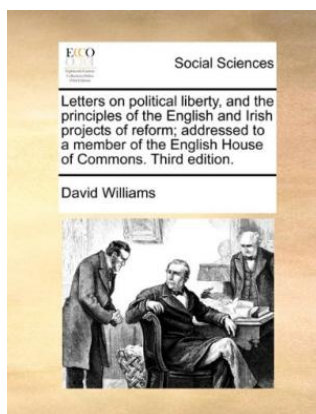 ECCO
Social Sciences
Letters on political liberty, and the
principles of the English and Irish
projects of reform; addressed to
a member of the English House
of Commons. Third edition.
David Williams